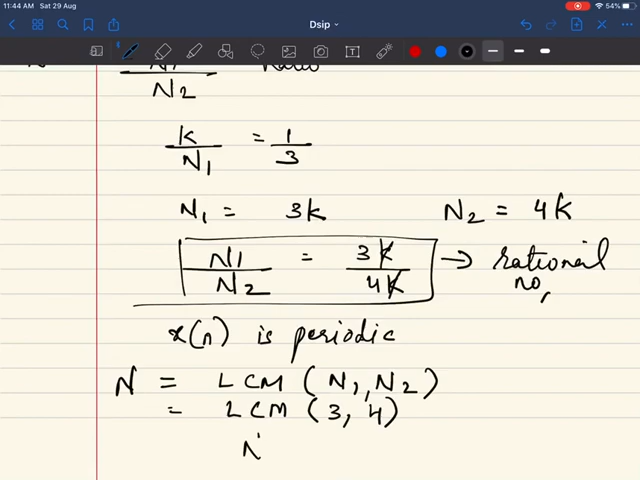 11:44 AM Sat 29 Aug 54%
Dsip
N2
k/N1 = 1/3
N1 = 3k N2 = 4k
N1/N2 = 3k/4k → rational
no,
x(n) is periodic
N = LCM (N1, N2)
= LCM (3, 4)
N